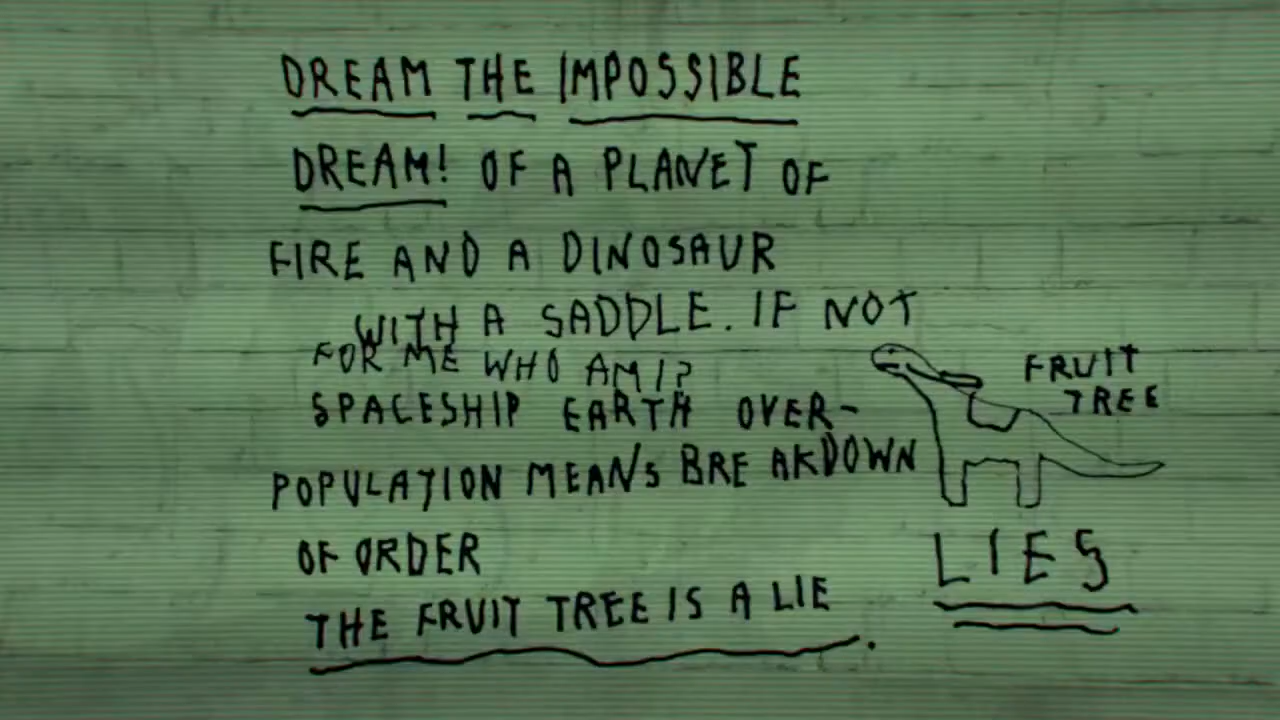 DREAM THE IMPOSSIBLE
DREAM! OF A PLANET OF
FIRE AND A DINOSAUR
WITH A SADDLE. IF NOT
FOR ME WHO AM I?
SPACESHIP EARTH OVER-
POPULATION MEANS BREAKDOWN
OF ORDER
THE FRUIT TREE IS A LIE.
FRUIT
TREE
LIES